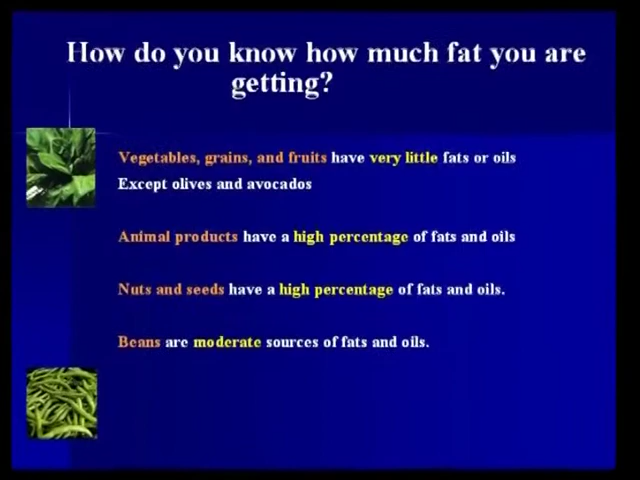 How do you know how much fat you are
getting?
Vegetables, grains, and fruits have very little fats or oils
Except olives and avocados
Animal products have a high percentage of fats and oils
Nuts and seeds have a high percentage of fats and oils.
Beans are moderate sources of fats and oils.